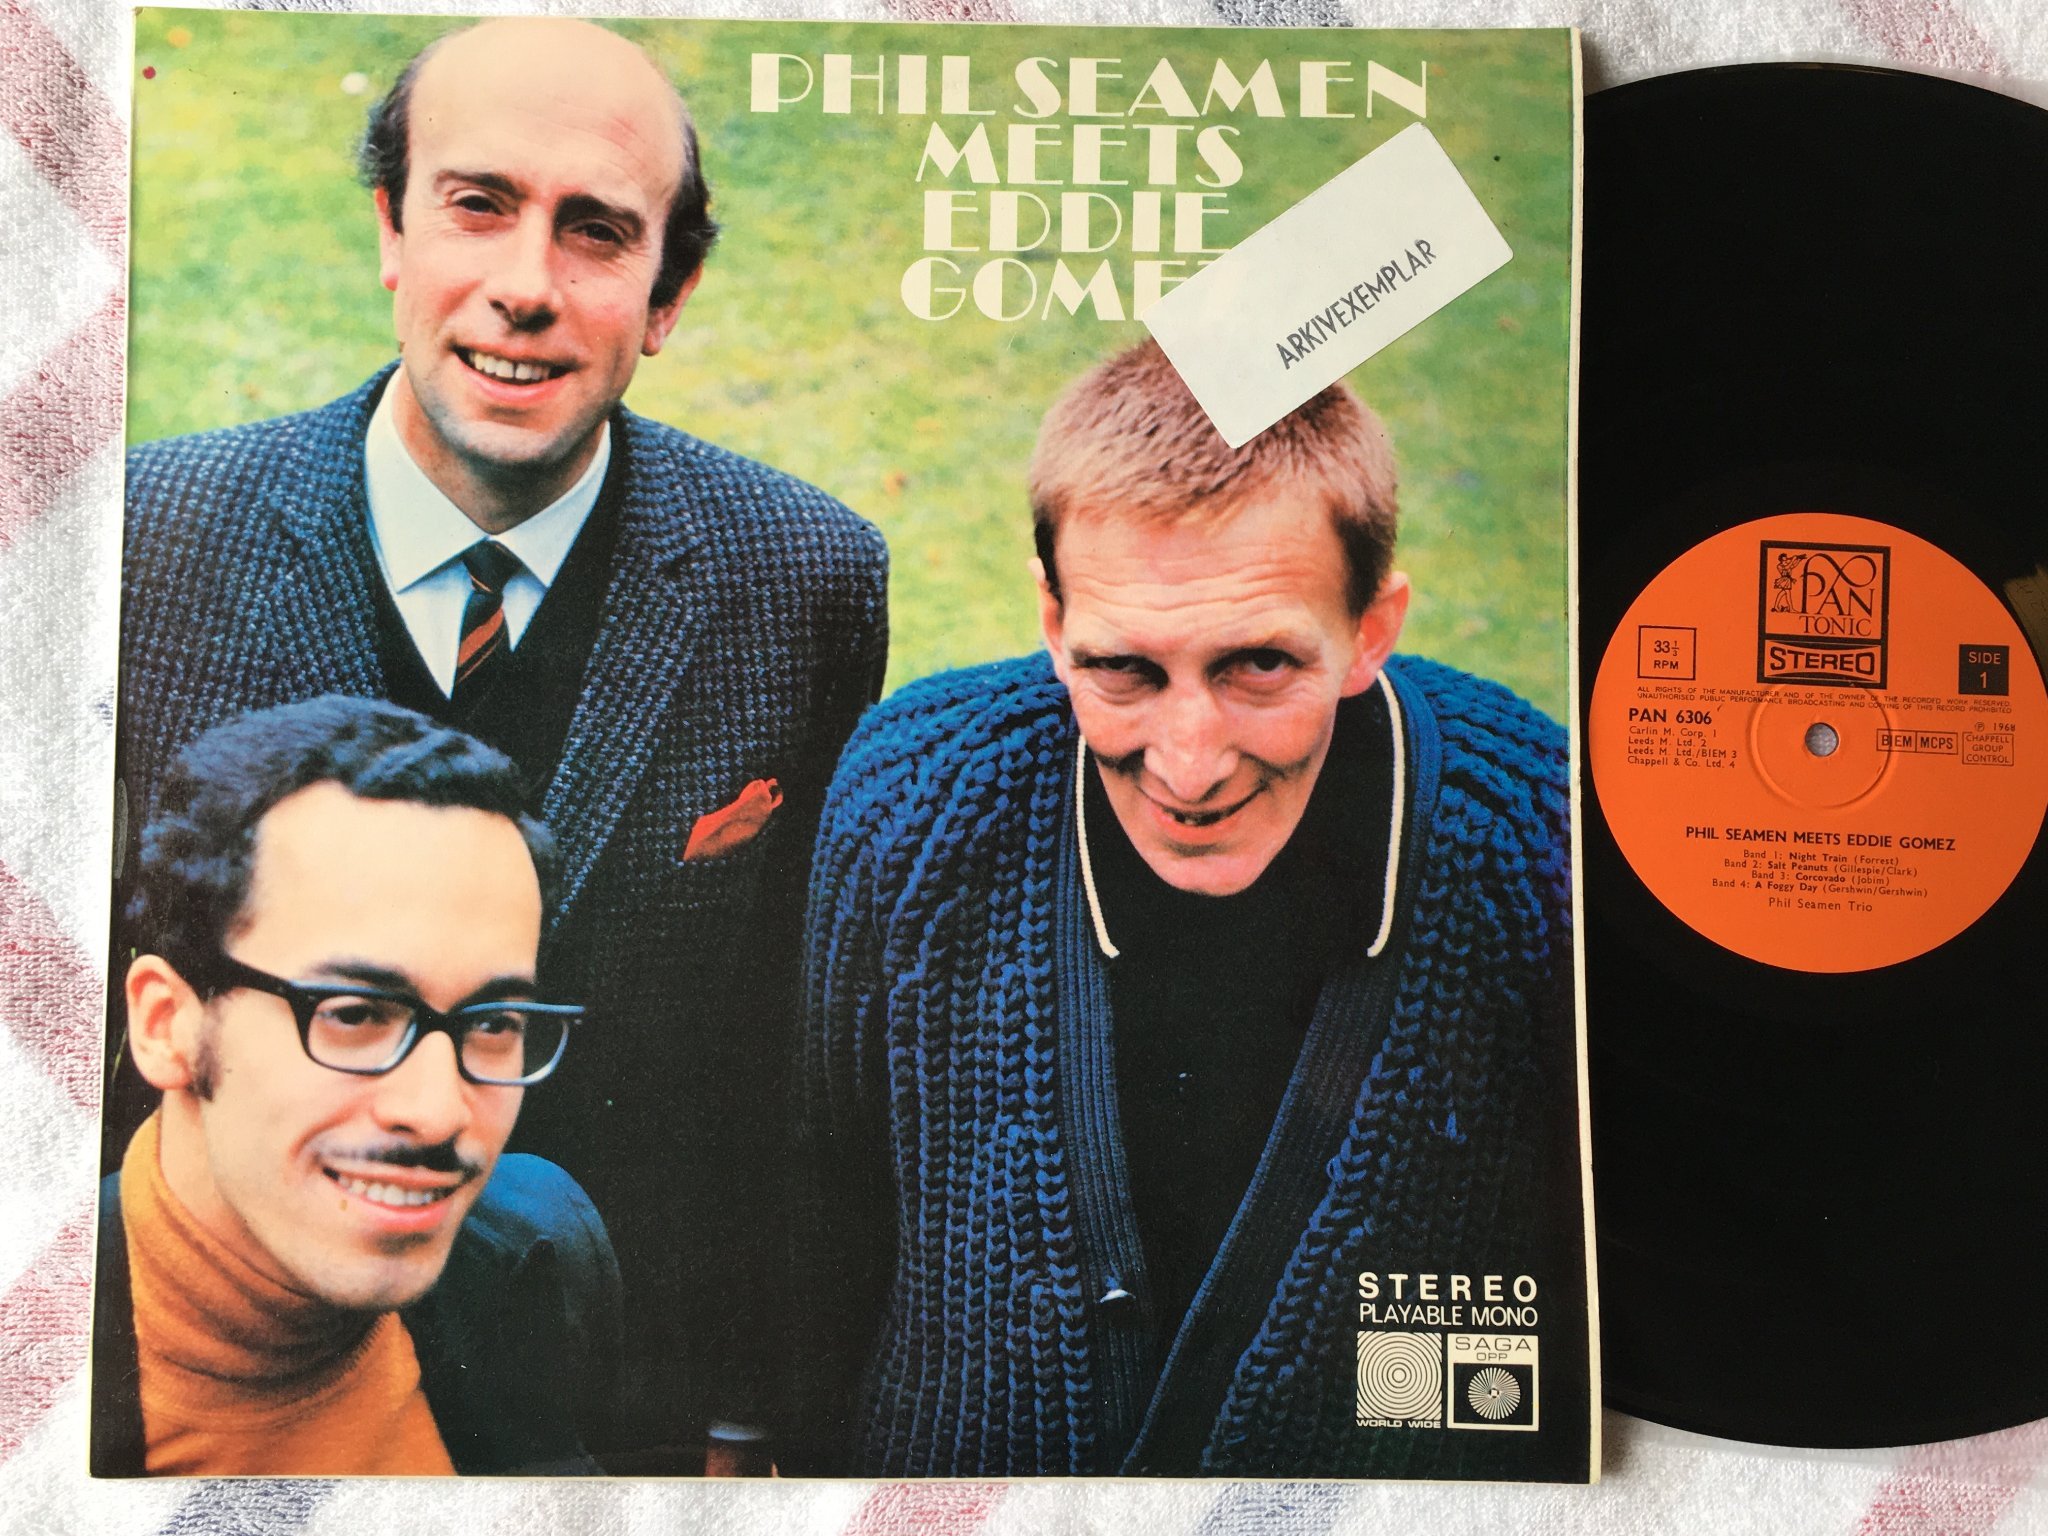 PHIL SEAMEN
MEETS
EDDIE
GOMEZ
ARKIVEXEMPLAR
STEREO
PLAYABLE MONO
WORLD WIDE
SAGA
OPP
PAN
TONIC
STEREO
33 1/3
RPM
SIDE
1
ALL RIGHTS OF THE MANUFACTURER AND OF THE OWNER OF THE RECORDED WORK RESERVED.
UNAUTHORISED PUBLIC PERFORMANCE BROADCASTING AND COPYING OF THIS RECORD PROHIBITED
PAN 6306
℗ 1968
Carlin M. Corp. 1
Leeds M. Ltd. 2
Leeds M. Ltd./BIEM 3
Chappell & Co. Ltd. 4
BIEM MCPS
CHAPPELL
GROUP
CONTROL
PHIL SEAMEN MEETS EDDIE GOMEZ
Band 1: Night Train (Forrest)
Band 2: Salt Peanuts (Gillespie/Clark)
Band 3: Corcovado (Jobim)
Band 4: A Foggy Day (Gershwin/Gershwin)
Phil Seamen Trio